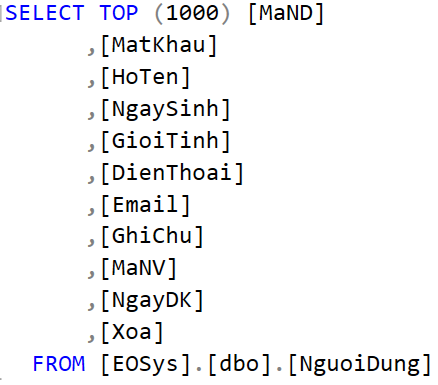 SELECT TOP (1000) [MaND]
,[MatKhau]
,[HoTen]
,[NgaySinh]
,[GioiTinh]
,[DienThoai]
,[Email]
,[GhiChu]
,[MaNV]
,[NgayDK]
,[Xoa]
FROM [EOSys].[dbo].[NguoiDung]